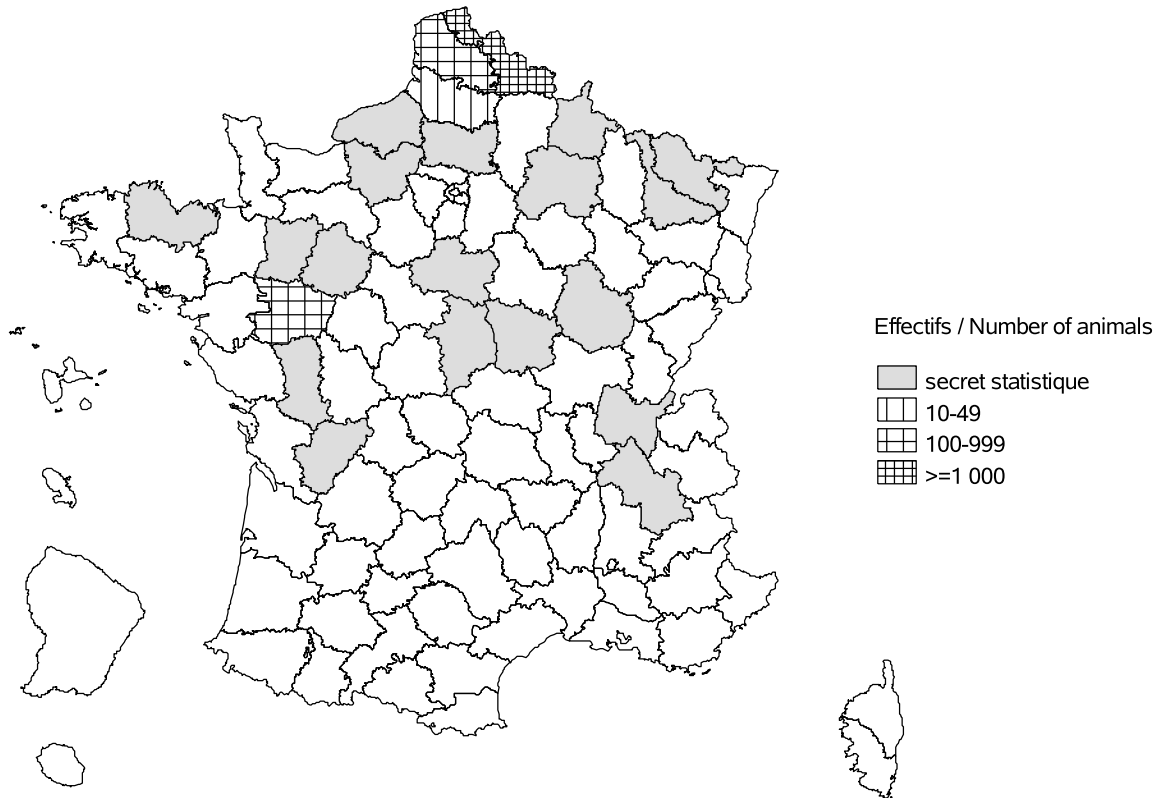 Effectifs / Number of animals
secret statistique
10-49
100-999
>=1 000